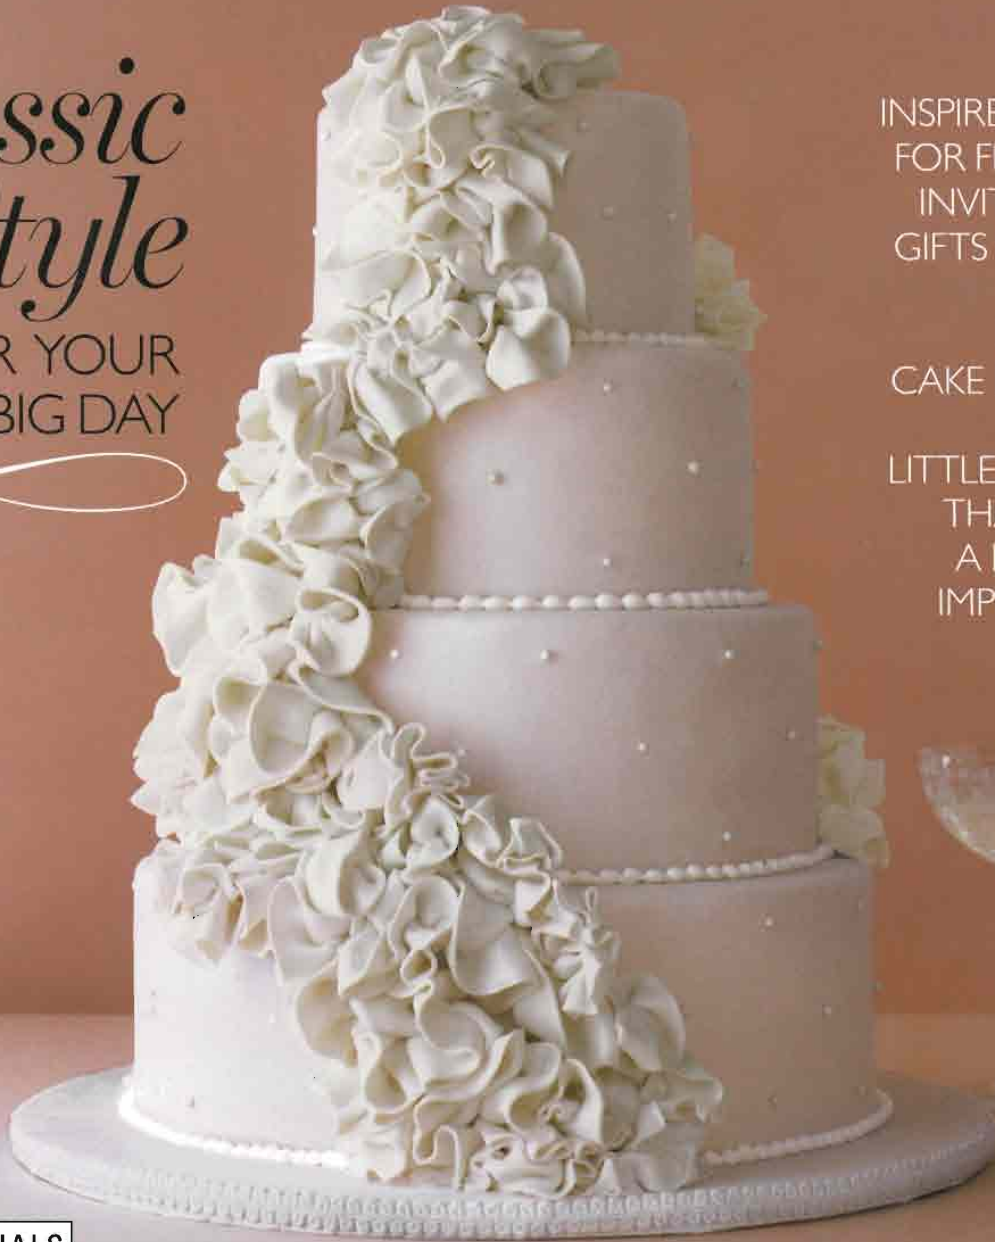 ssic
tyle
R YOUR
BIG DAY
INSPIRE
FOR F
INVIT
GIFTS
CAKE
LITTLE
TH
A
IMP
IALS